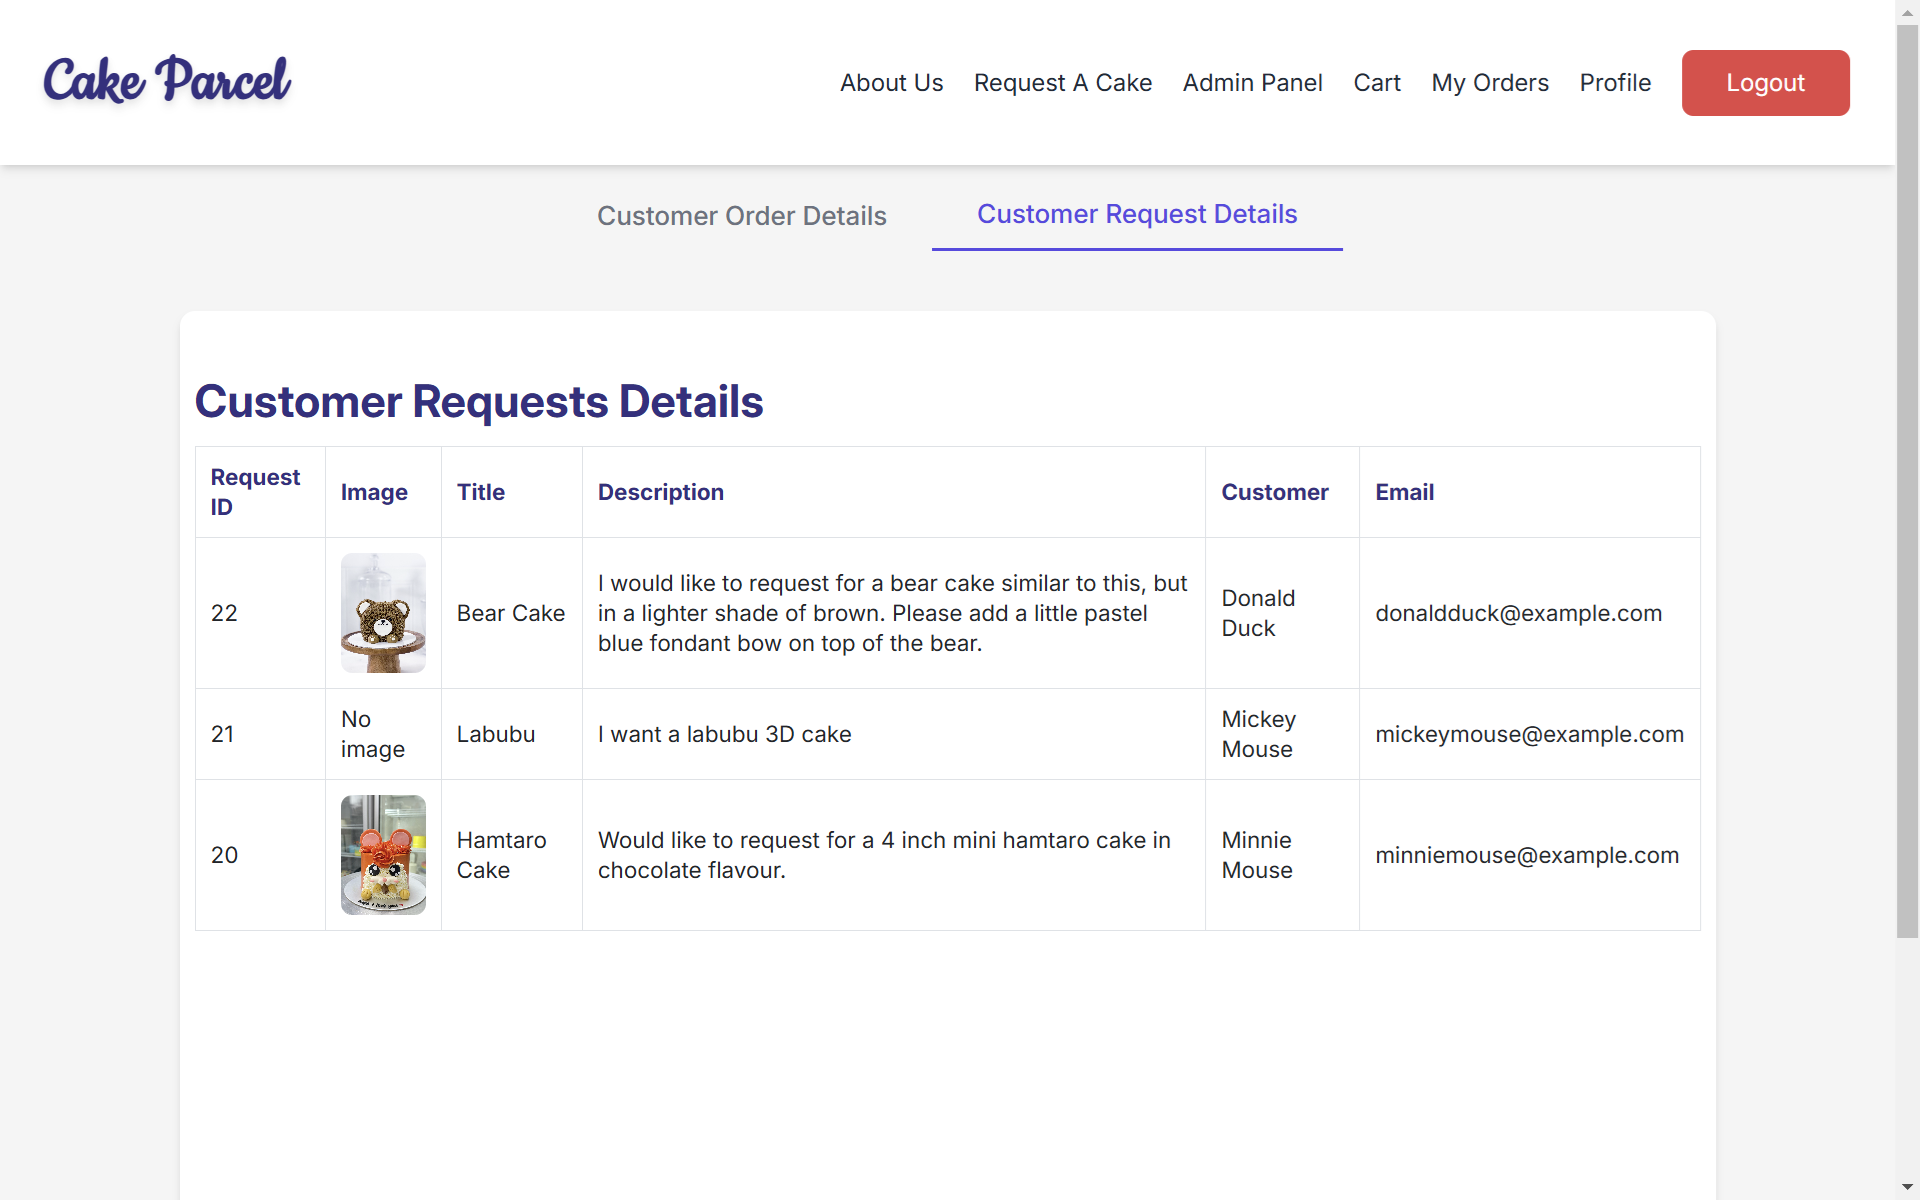 Cake Parcel
About Us
Request A Cake
Admin Panel
Cart
My Orders
Profile
Logout
Customer Order Details
Customer Request Details
Customer Requests Details
Request
ID
Image
Title
Description
Customer
Email
22
Bear Cake
I would like to request for a bear cake similar to this, but
in a lighter shade of brown. Please add a little pastel
blue fondant bow on top of the bear.
Donald
Duck
donaldduck@example.com
21
No
image
Labubu
I want a labubu 3D cake
Mickey
Mouse
mickeymouse@example.com
20
Hamtaro
Cake
Would like to request for a 4 inch mini hamtaro cake in
chocolate flavour.
Minnie
Mouse
minniemouse@example.com